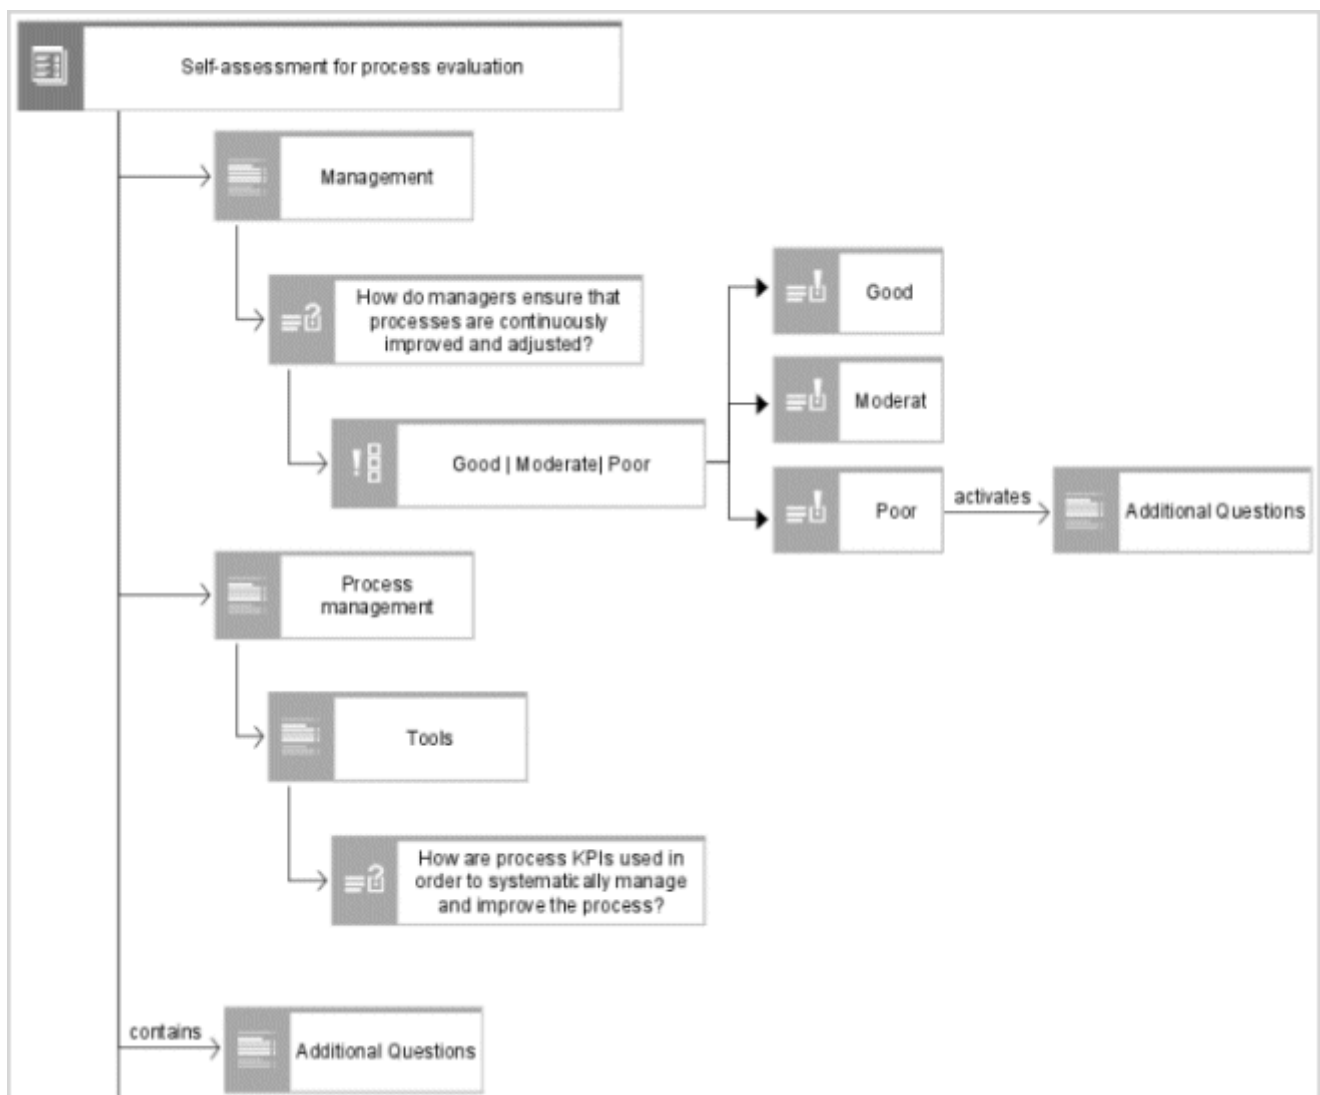 Self-assessment for process evaluation
Management
How do managers ensure that
processes are continuously
improved and adjusted?
Good | Moderate| Poor
Good
Moderat
Poor
activates
Additional Questions
Process
management
Tools
How are process KPIs used in
order to systematically manage
and improve the process?
contains
Additional Questions